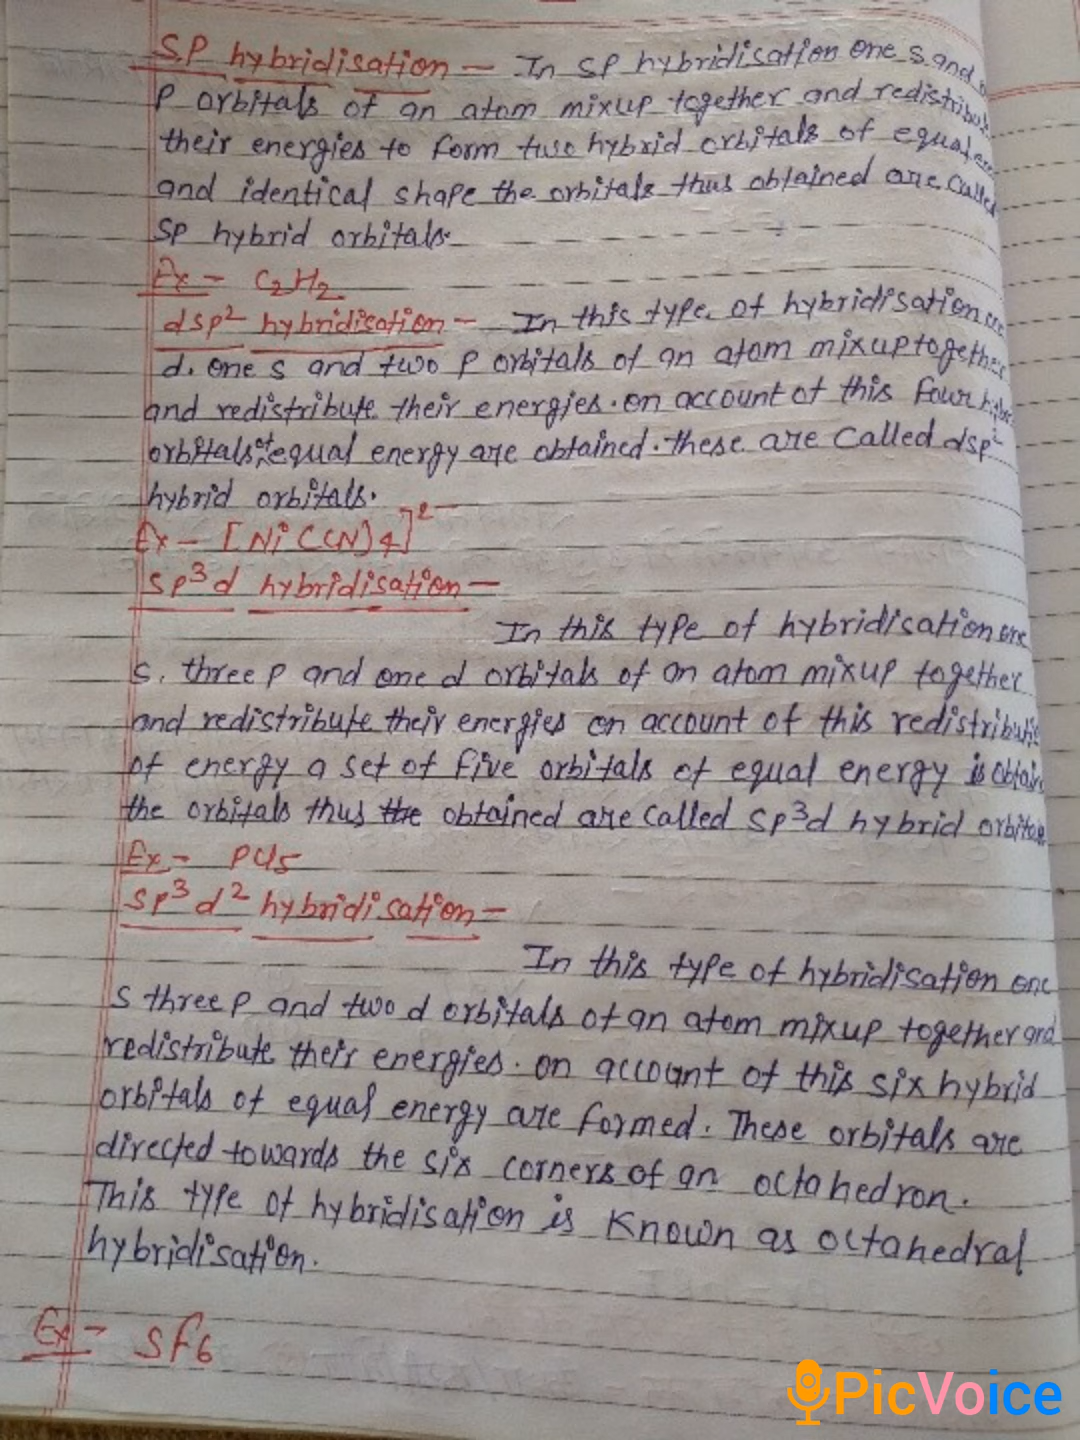 SP hybridisation - In SP hybridisation one s and
P orbitals of an atom mixup together and redistribu
their energies to form two hybrid orbitals of equal
and identical shape the orbitals thus obtained are called
SP hybrid orbitals.
Ex - C2H2
dsp² hybridisation - In this type of hybridisation one
d, one s and two P orbitals of an atom mixup together
and redistribute their energies. on account of this four
orbitals of equal energy are obtained. these are called dsp²
hybrid orbitals.
Ex - [Ni(CN)4]²⁻
sp³d hybridisation -
In this type of hybridisation one
s, three p and one d orbitals of an atom mixup together
and redistribute their energies on account of this redistributi
of energy a set of five orbitals of equal energy is obtain
the orbitals thus the obtained are called sp³d hybrid orbital
Ex - PCl5
sp³d² hybridisation -
In this type of hybridisation one
s three p and two d orbitals of an atom mixup together and
redistribute their energies. on account of this six hybrid
orbitals of equal energy are formed. These orbitals are
directed towards the six corners of an octahedron.
This type of hybridisation is known as octahedral
hybridisation.
Ex - SF6
PicVoice